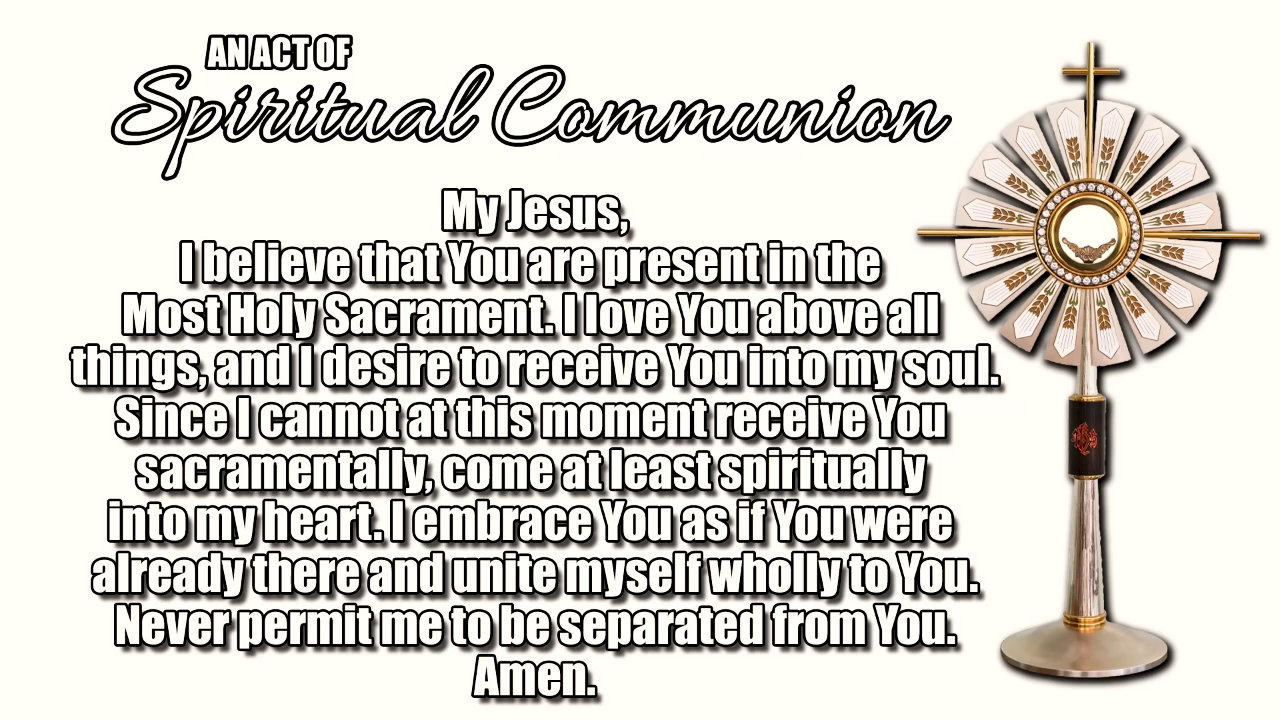 AN ACT OF
Spiritual Communion
My Jesus,
I believe that You are present in the
Most Holy Sacrament. I love You above all
things, and I desire to receive You into my soul.
Since I cannot at this moment receive You
sacramentally, come at least spiritually
into my heart. I embrace You as if You were
already there and unite myself wholly to You.
Never permit me to be separated from You.
Amen.